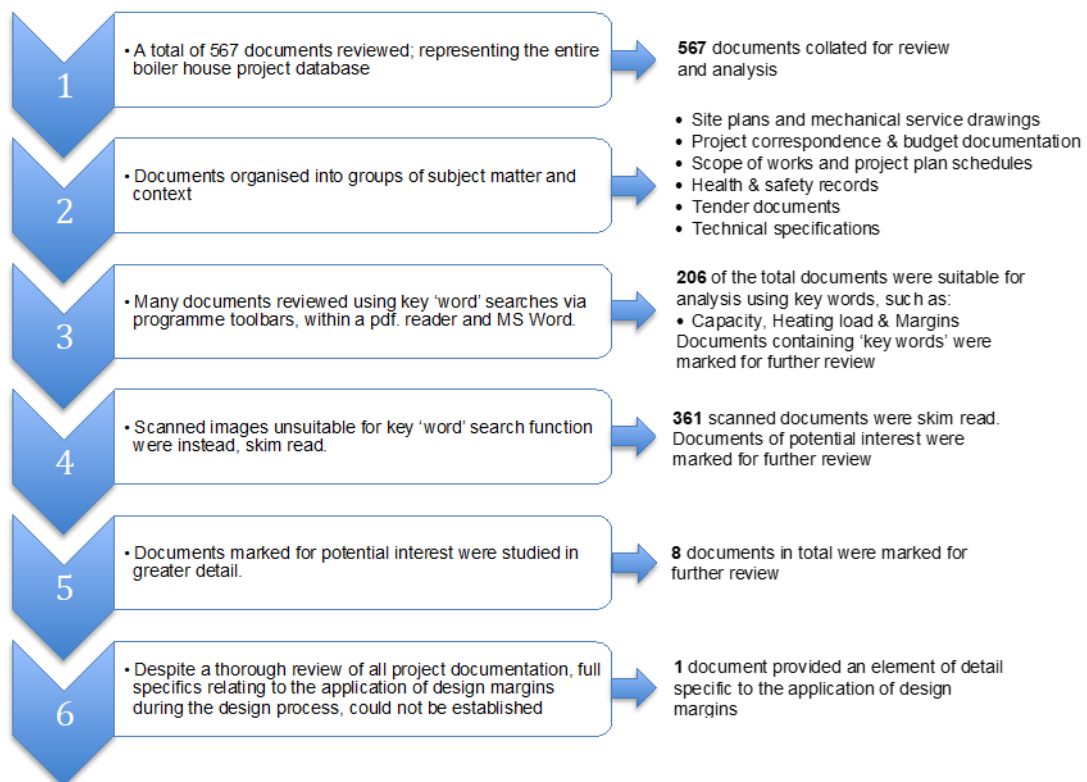 1
• A total of 567 documents reviewed; representing the entire
boiler house project database
567 documents collated for review
and analysis
2
• Documents organised into groups of subject matter and
context
• Site plans and mechanical service drawings
• Project correspondence & budget documentation
• Scope of works and project plan schedules
• Health & safety records
• Tender documents
• Technical specifications
3
• Many documents reviewed using key ‘word’ searches via
programme toolbars, within a pdf. reader and MS Word.
206 of the total documents were suitable for
analysis using key words, such as:
• Capacity, Heating load & Margins
Documents containing ‘key words’ were
marked for further review
4
• Scanned images unsuitable for key ‘word’ search function
were instead, skim read.
361 scanned documents were skim read.
Documents of potential interest were
marked for further review
5
• Documents marked for potential interest were studied in
greater detail.
8 documents in total were marked for
further review
6
• Despite a thorough review of all project documentation, full
specifics relating to the application of design margins
during the design process, could not be established
1 document provided an element of detail
specific to the application of design
margins